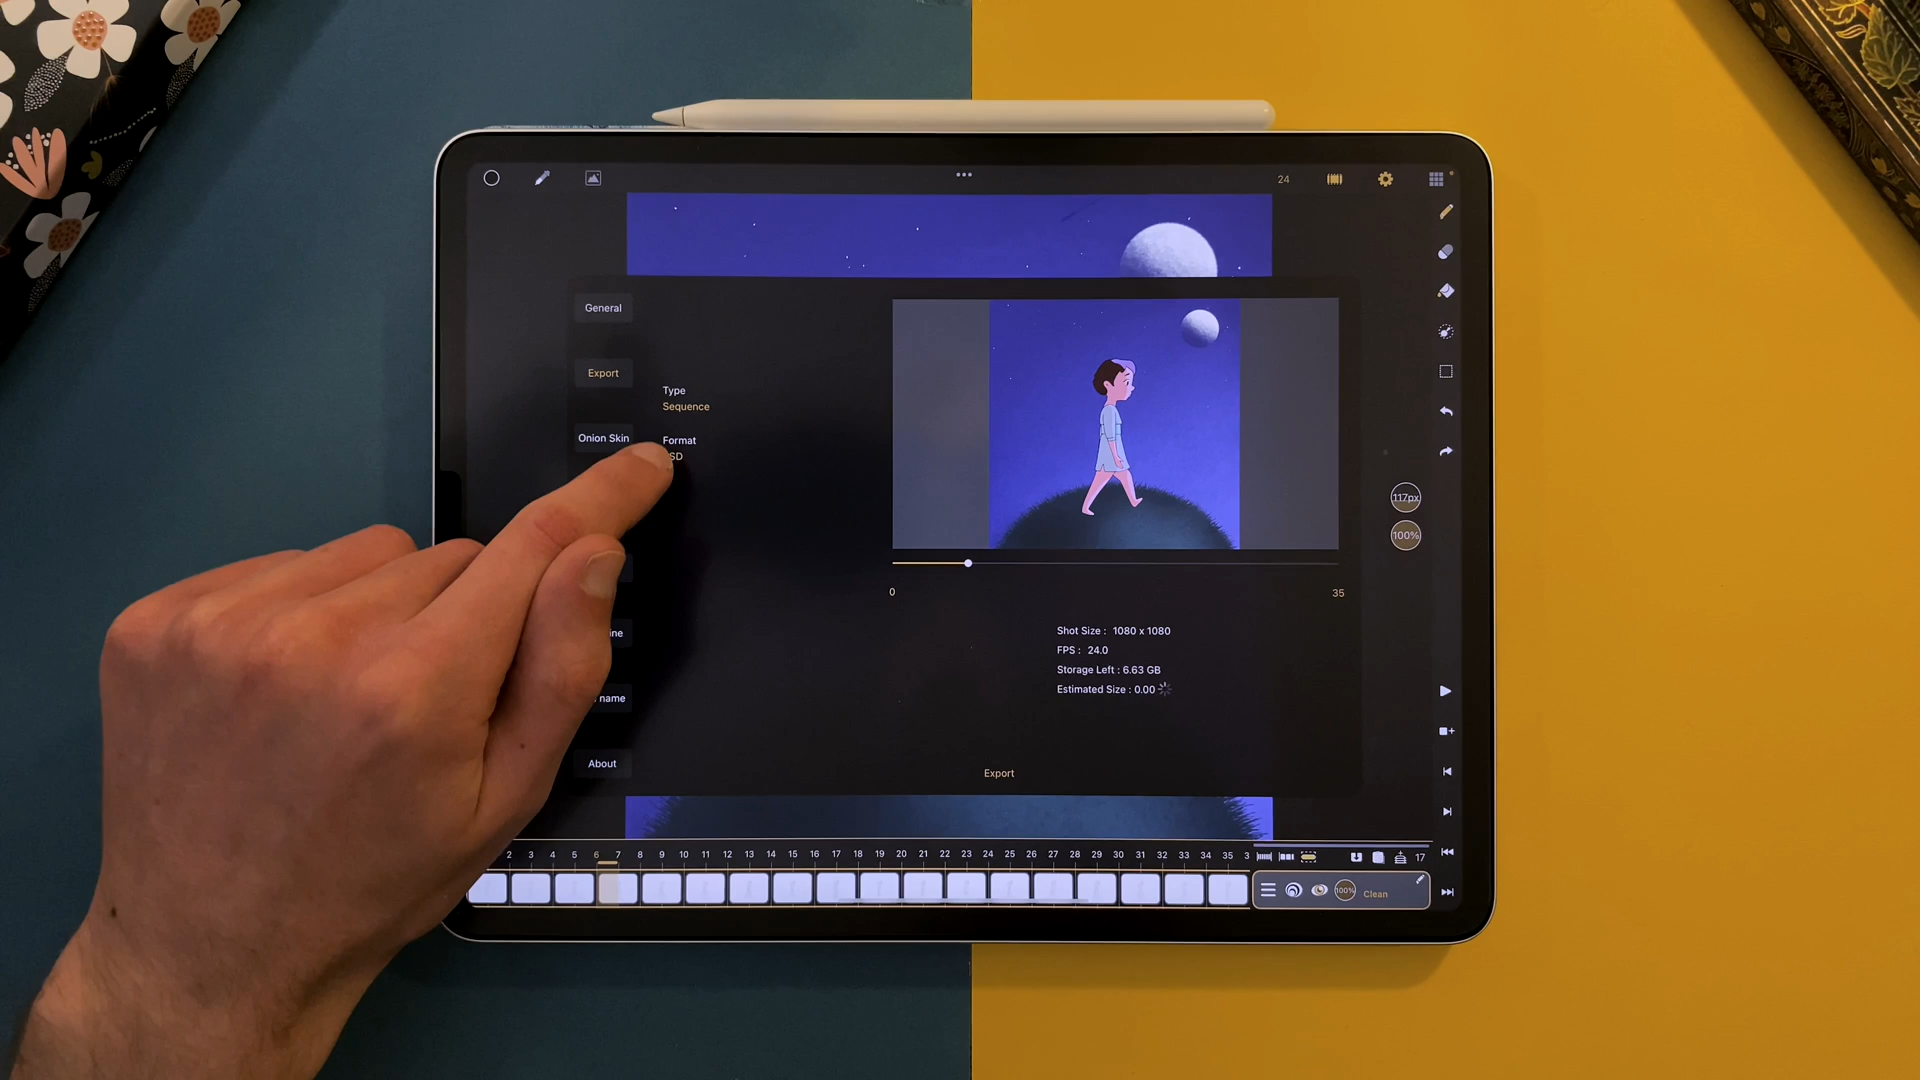 24
General
Export
Type
Sequence
Onion Skin
Format
SD
117px
100%
0
35
ine
Shot Size : 1080 x 1080
FPS : 24.0
Storage Left : 6.63 GB
Estimated Size : 0.00
name
About
Export
2 3 4 5 6 7 8 9 10 11 12 13 14 15 16 17 18 19 20 21 22 23 24 25 26 27 28 29 30 31 32 33 34 35 3
17
100%
Clean